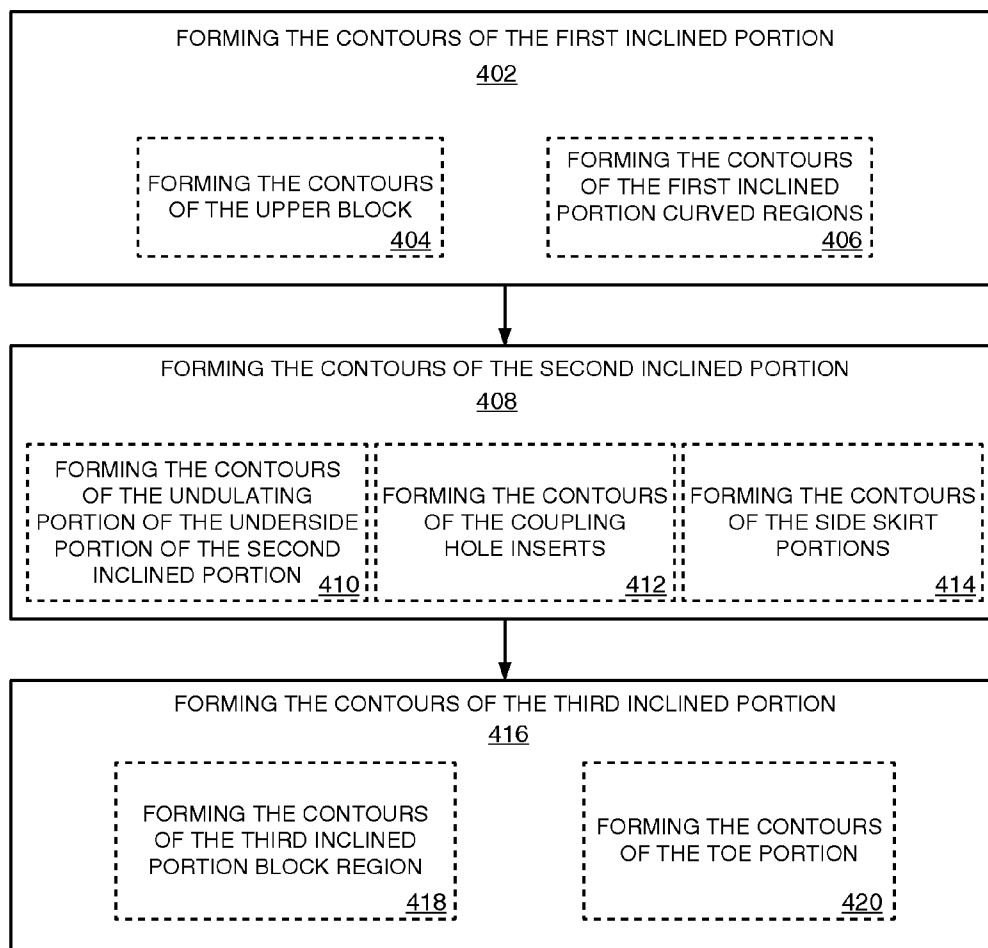 FORMING THE CONTOURS OF THE FIRST INCLINED PORTION
402
FORMING THE CONTOURS
OF THE UPPER BLOCK
404
FORMING THE CONTOURS
OF THE FIRST INCLINED
PORTION CURVED REGIONS
406
FORMING THE CONTOURS OF THE SECOND INCLINED PORTION
408
FORMING THE CONTOURS
OF THE UNDULATING
PORTION OF THE UNDERSIDE
PORTION OF THE SECOND
INCLINED PORTION
410
FORMING THE CONTOURS
OF THE COUPLING
HOLE INSERTS
412
FORMING THE CONTOURS
OF THE SIDE SKIRT
PORTIONS
414
FORMING THE CONTOURS OF THE THIRD INCLINED PORTION
416
FORMING THE CONTOURS
OF THE THIRD INCLINED
PORTION BLOCK REGION
418
FORMING THE CONTOURS
OF THE TOE PORTION
420